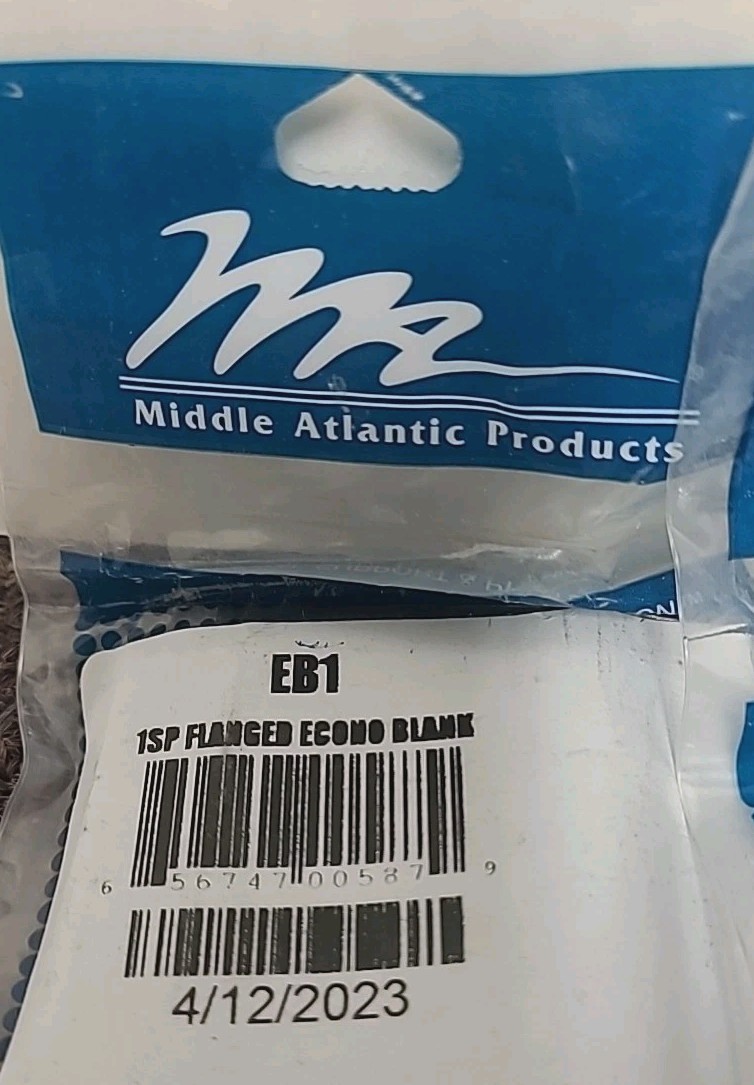 Middle Atlantic Products
EB1
1SP FLANGED ECONO BLANK
6 56747 00587 9
4/12/2023